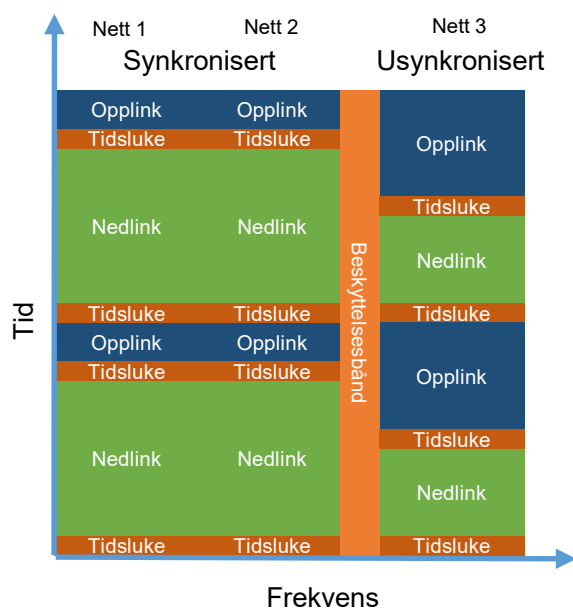 Nett 1 Nett 2 Nett 3
Synkronisert Usynkronisert
Opplink Opplink
Tidsluke Tidsluke
Opplink
Tidsluke
Nedlink Nedlink
Nedlink
Tidsluke Tidsluke Tidsluke
Opplink Opplink
Tidsluke Tidsluke
Opplink
Tidsluke
Nedlink Nedlink
Nedlink
Tidsluke Tidsluke Tidsluke
Beskyttelsesbånd
Tid
Frekvens